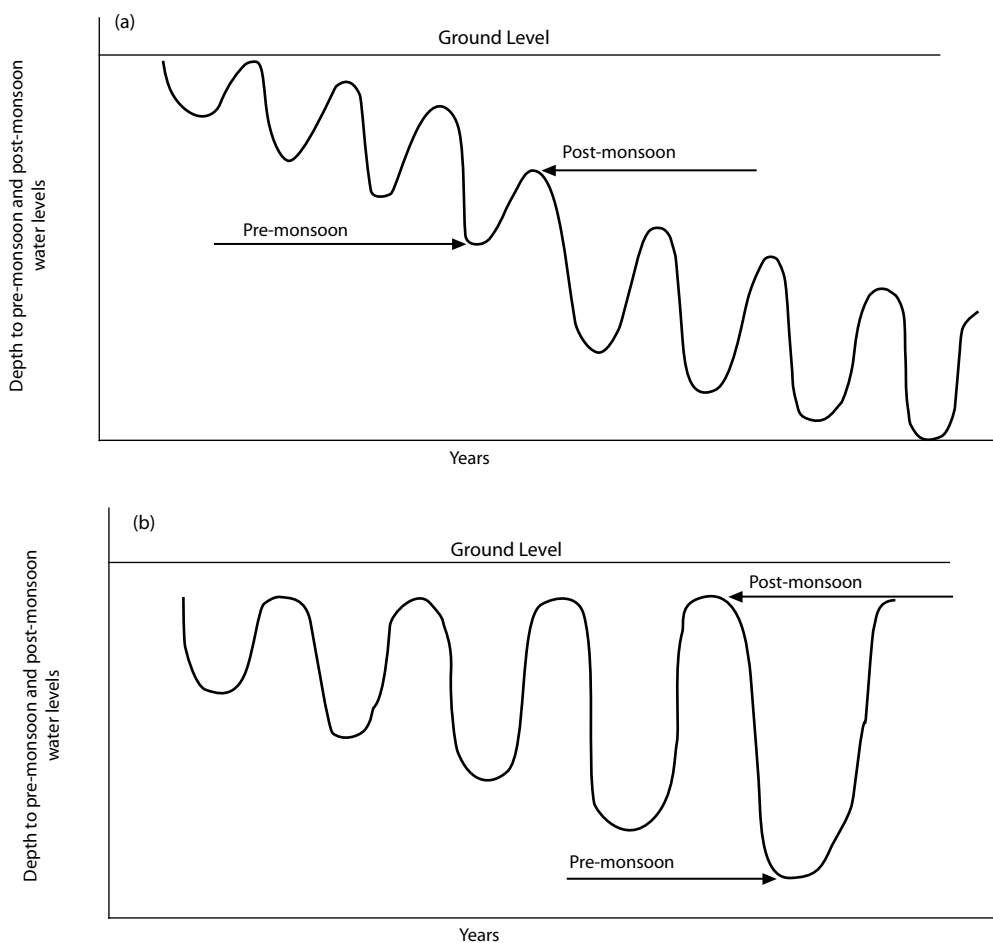 (a)
Ground Level
Depth to pre-monsoon and post-monsoon
water levels
Post-monsoon
Pre-monsoon
Years
(b)
Ground Level
Depth to pre-monsoon and post-monsoon
water levels
Post-monsoon
Pre-monsoon
Years